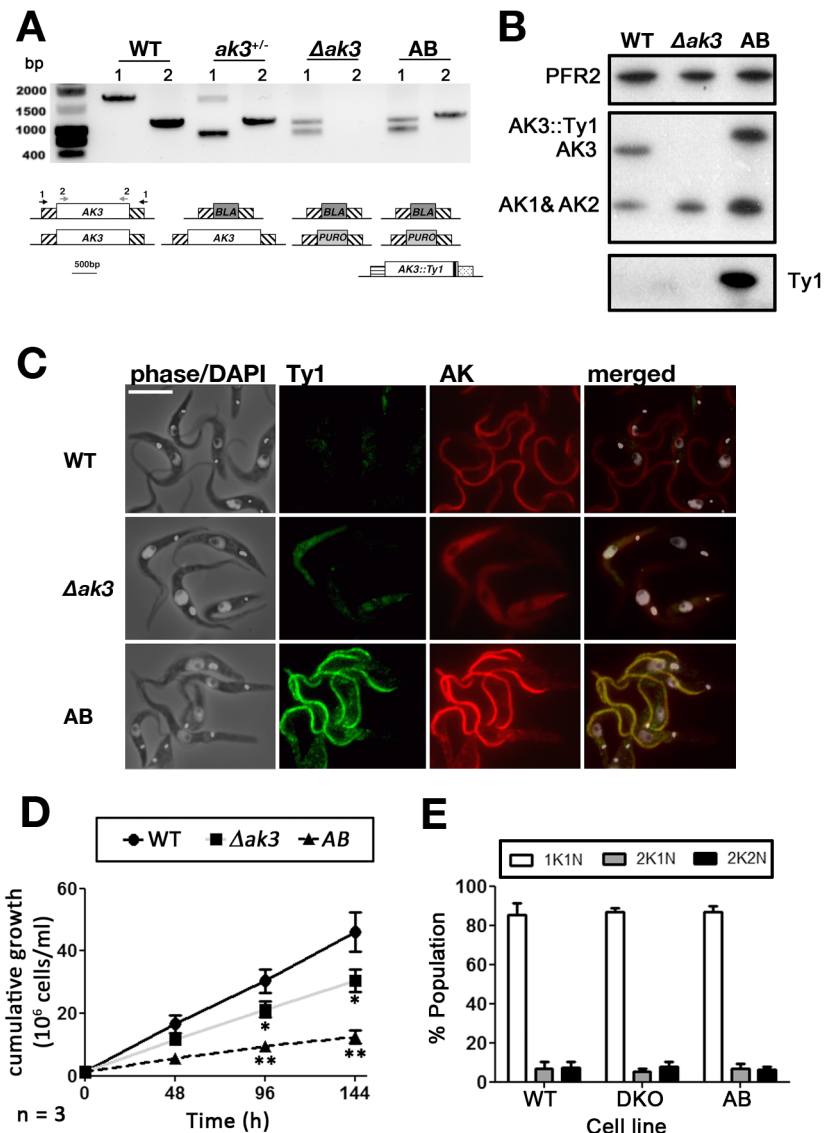 A
WT ak3+/- Δak3 AB
bp 1 2 1 2 1 2 1 2
2000
1500
1000
400
1 2 2 1
AK3 BLA BLA BLA
AK3 AK3 PURO PURO
500bp
AK3::Ty1
B
WT Δak3 AB
PFR2
AK3::Ty1
AK3
AK1& AK2
Ty1
C
phase/DAPI Ty1 AK merged
WT
Δak3
AB
D
WT Δak3 AB
cumulative growth
(10⁶ cells/ml)
60
40
20
0
* *
** **
0 48 96 144
n = 3
Time (h)
E
1K1N 2K1N 2K2N
% Population
100
80
60
40
20
0
WT DKO AB
Cell line